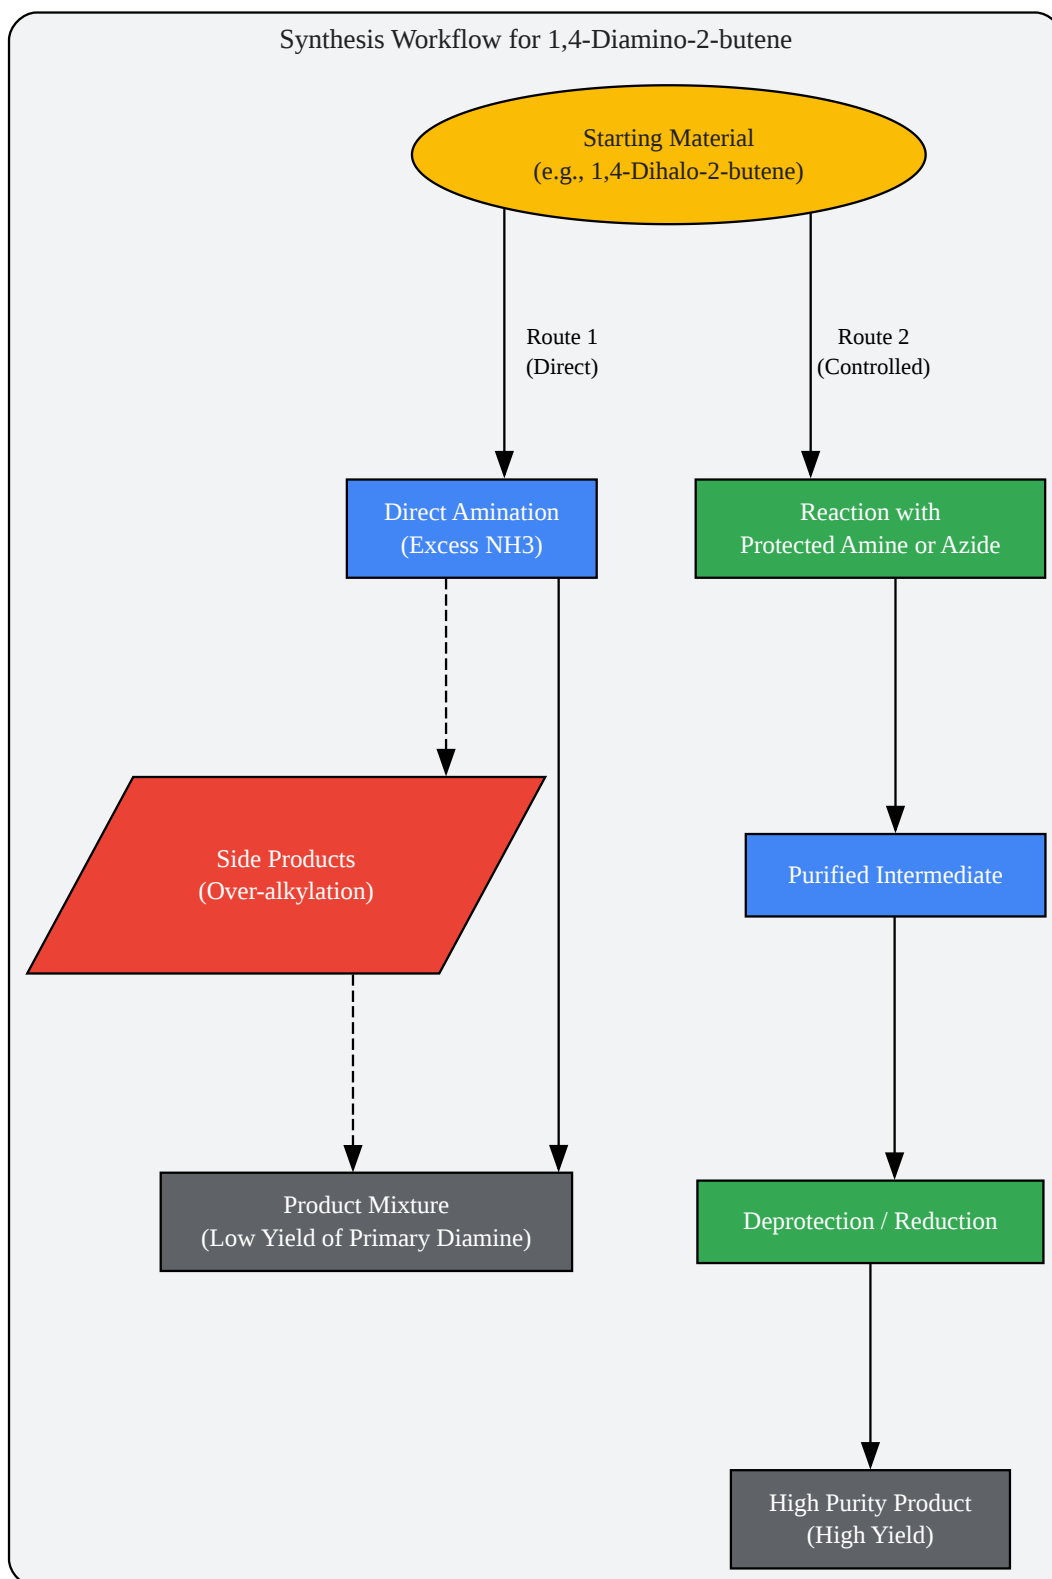 Synthesis Workflow for 1,4-Diamino-2-butene
Starting Material
(e.g., 1,4-Dihalo-2-butene)
Route 1
(Direct)
Route 2
(Controlled)
Direct Amination
(Excess NH3)
Reaction with
Protected Amine or Azide
Side Products
(Over-alkylation)
Purified Intermediate
Product Mixture
(Low Yield of Primary Diamine)
Deprotection / Reduction
High Purity Product
(High Yield)